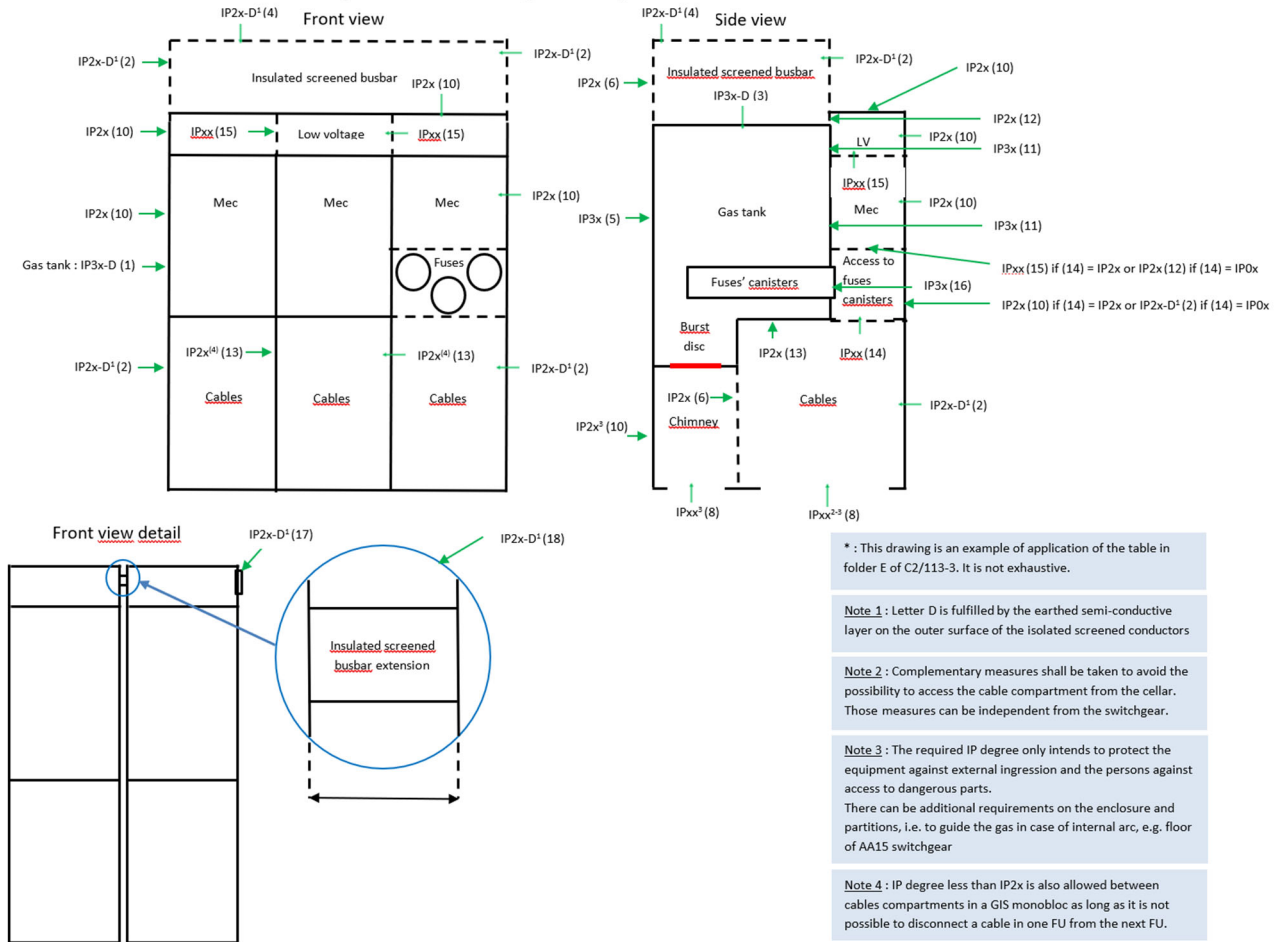 Front view
IP2x-D¹ (4)
IP2x-D¹ (2)
IP2x-D¹ (2)
Insulated screened busbar
IP2x (10)
IP2x (10)
IPxx (15)
Low voltage
IPxx (15)
Mec
Mec
Mec
IP2x (10)
IP2x (10)
Gas tank : IP3x-D (1)
Fuses
IP2x-D¹ (2)
IP2x⁽⁴⁾ (13)
IP2x⁽⁴⁾ (13)
IP2x-D¹ (2)
Cables
Cables
Cables
Side view
IP2x-D¹ (4)
IP2x-D¹ (2)
Insulated screened busbar
IP2x (6)
IP2x (10)
IP3x-D (3)
IP2x (12)
LV
IP2x (10)
IP3x (11)
IPxx (15)
Gas tank
Mec
IP2x (10)
IP3x (5)
IP3x (11)
Access to
fuses
canisters
IPxx (15) if (14) = IP2x or IP2x (12) if (14) = IP0x
Fuses' canisters
IP3x (16)
IP2x (10) if (14) = IP2x or IP2x-D¹ (2) if (14) = IP0x
Burst
disc
IP2x (13)
IPxx (14)
IP2x (6)
Cables
IP2x-D¹ (2)
Chimney
IP2x³ (10)
IPxx³ (8)
IPxx²⁻³ (8)
Front view detail
IP2x-D¹ (17)
IP2x-D¹ (18)
Insulated screened
busbar extension
* : This drawing is an example of application of the table in
folder E of C2/113-3. It is not exhaustive.
Note 1 : Letter D is fulfilled by the earthed semi-conductive
layer on the outer surface of the isolated screened conductors
Note 2 : Complementary measures shall be taken to avoid the
possibility to access the cable compartment from the cellar.
Those measures can be independent from the switchgear.
Note 3 : The required IP degree only intends to protect the
equipment against external ingression and the persons against
access to dangerous parts.
There can be additional requirements on the enclosure and
partitions, i.e. to guide the gas in case of internal arc, e.g. floor
of AA15 switchgear
Note 4 : IP degree less than IP2x is also allowed between
cables compartments in a GIS monobloc as long as it is not
possible to disconnect a cable in one FU from the next FU.